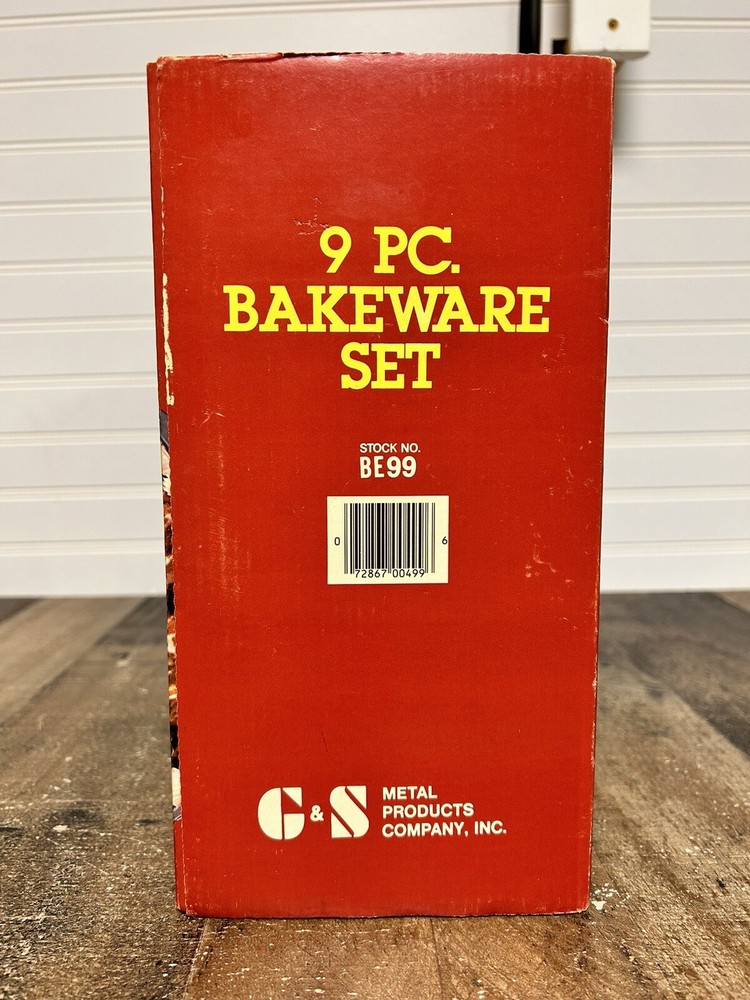 9 PC.
BAKEWARE
SET
STOCK NO.
BE99
0 72867 00499 6
G & S METAL
PRODUCTS
COMPANY, INC.